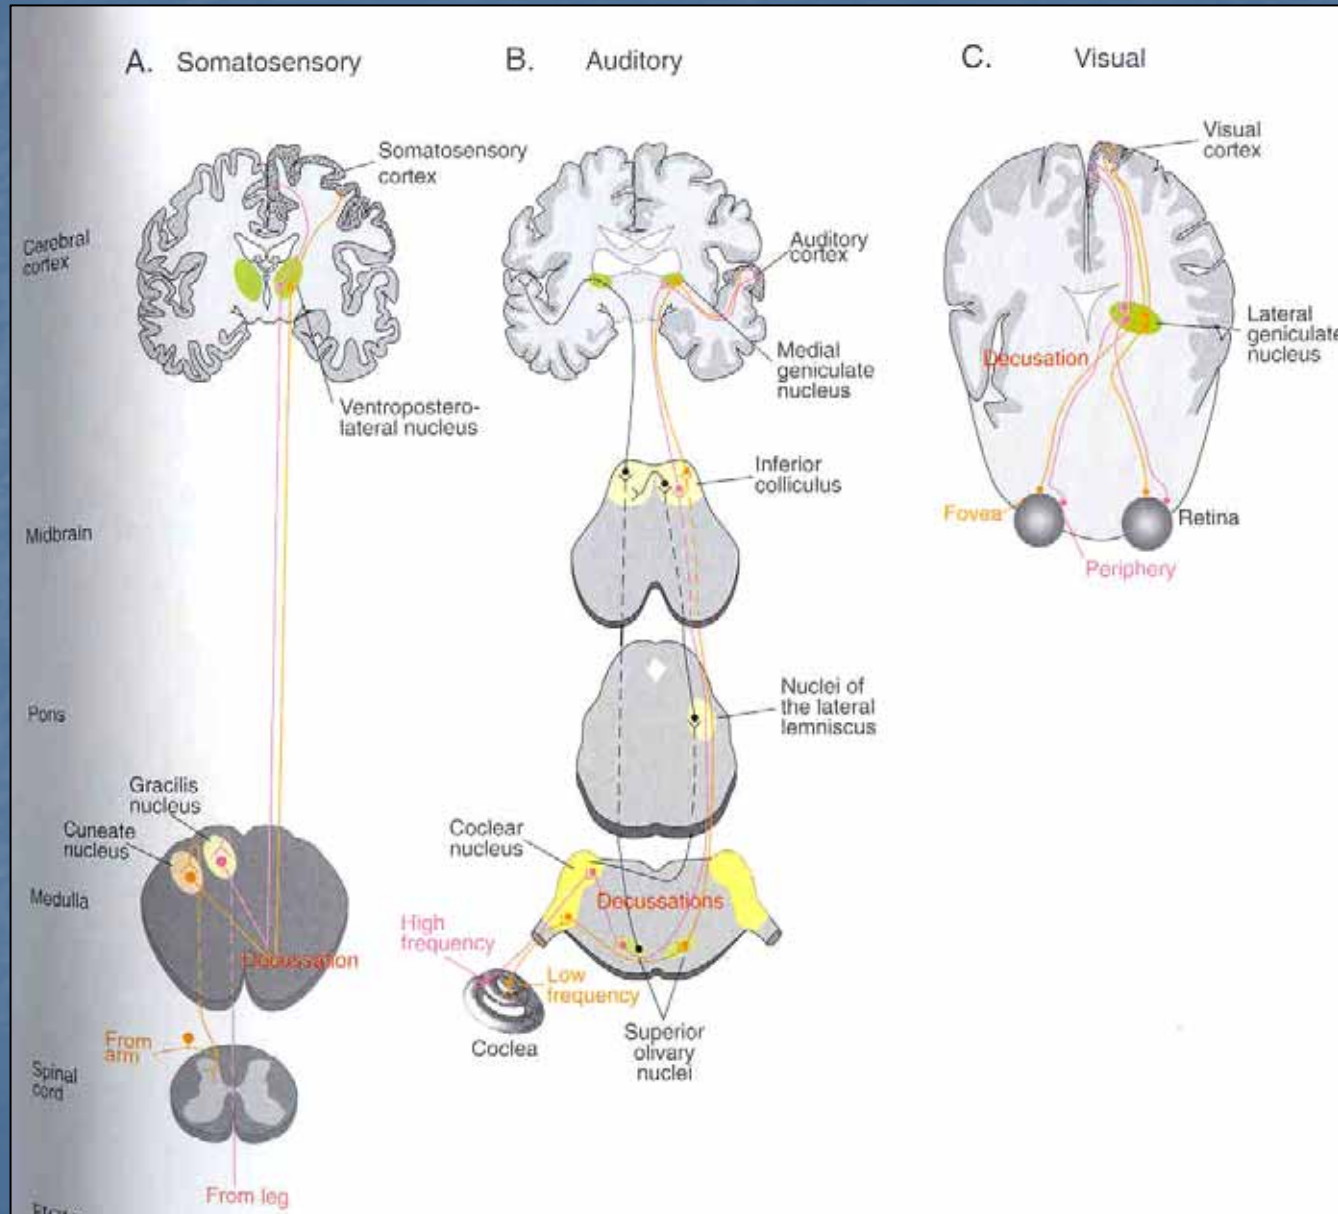 A. Somatosensory
B. Auditory
C. Visual
Somatosensory
cortex
Cerebral
cortex
Ventropostero-
lateral nucleus
Midbrain
Pons
Gracilis
nucleus
Cuneate
nucleus
Medulla
Decussation
From
arm
Spinal
cord
From leg
Auditory
cortex
Medial
geniculate
nucleus
Inferior
colliculus
Nuclei of
the lateral
lemniscus
Coclear
nucleus
Decussations
High
frequency
Low
frequency
Coclea
Superior
olivary
nuclei
Visual
cortex
Lateral
geniculate
nucleus
Decusation
Fovea
Retina
Periphery